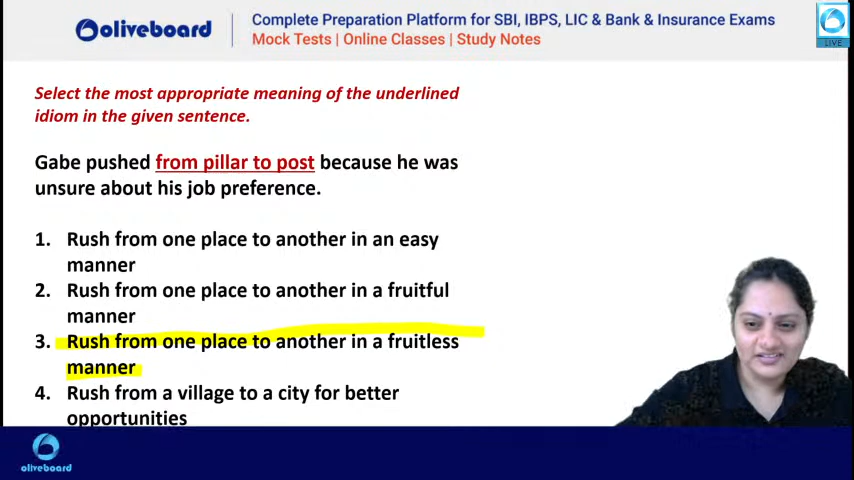 oliveboard
Complete Preparation Platform for SBI, IBPS, LIC & Bank & Insurance Exams
Mock Tests | Online Classes | Study Notes
LIVE
Select the most appropriate meaning of the underlined
idiom in the given sentence.
Gabe pushed from pillar to post because he was
unsure about his job preference.
1. Rush from one place to another in an easy
manner
2. Rush from one place to another in a fruitful
manner
3. Rush from one place to another in a fruitless
manner
4. Rush from a village to a city for better
opportunities
oliveboard